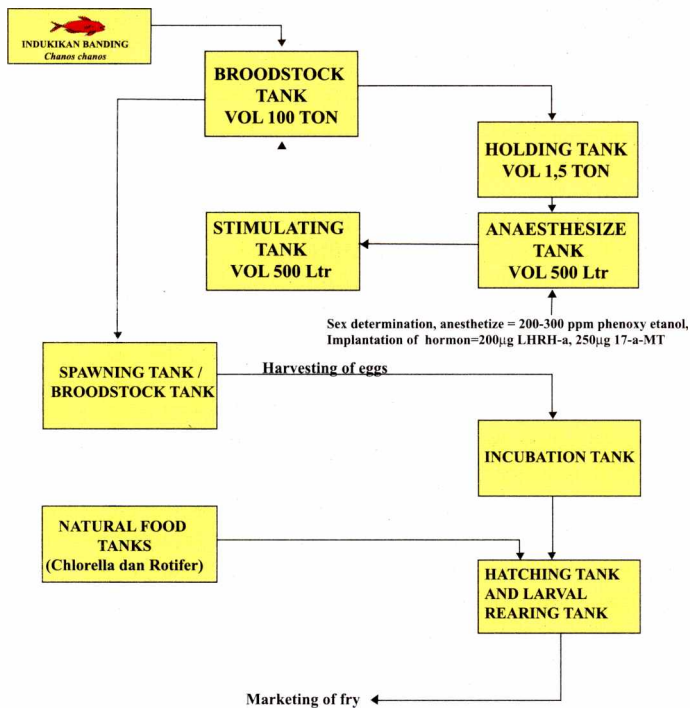 INDUKIKAN BANDING
Chanos chanos
BROODSTOCK
TANK
VOL 100 TON
HOLDING TANK
VOL 1,5 TON
STIMULATING
TANK
VOL 500 Ltr
ANAESTHESIZE
TANK
VOL 500 Ltr
Sex determination, anesthetize = 200-300 ppm phenoxy etanol,
Implantation of hormon=200µg LHRH-a, 250µg 17-a-MT
SPAWNING TANK /
BROODSTOCK TANK
Harvesting of eggs
INCUBATION TANK
NATURAL FOOD
TANKS
(Chlorella dan Rotifer)
HATCHING TANK
AND LARVAL
REARING TANK
Marketing of fry